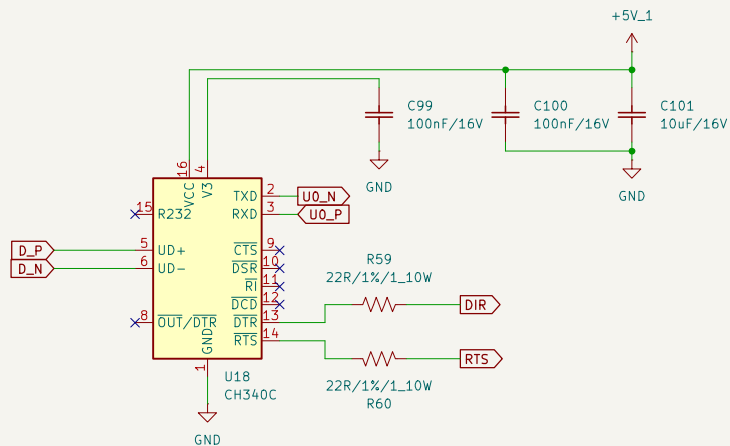 +5V_1
C99
100nF/16V
C100
100nF/16V
C101
10uF/16V
GND
GND
16
4
VCC
V3
15
R232
TXD
2
U0_N
RXD
3
U0_P
D_P
5
UD+
D_N
6
UD-
CTS
9
DSR
10
RI
11
DCD
12
8
OUT/DTR
DTR
13
RTS
14
GND
1
R59
22R/1%/1_10W
DIR
RTS
22R/1%/1_10W
R60
U18
CH340C
GND